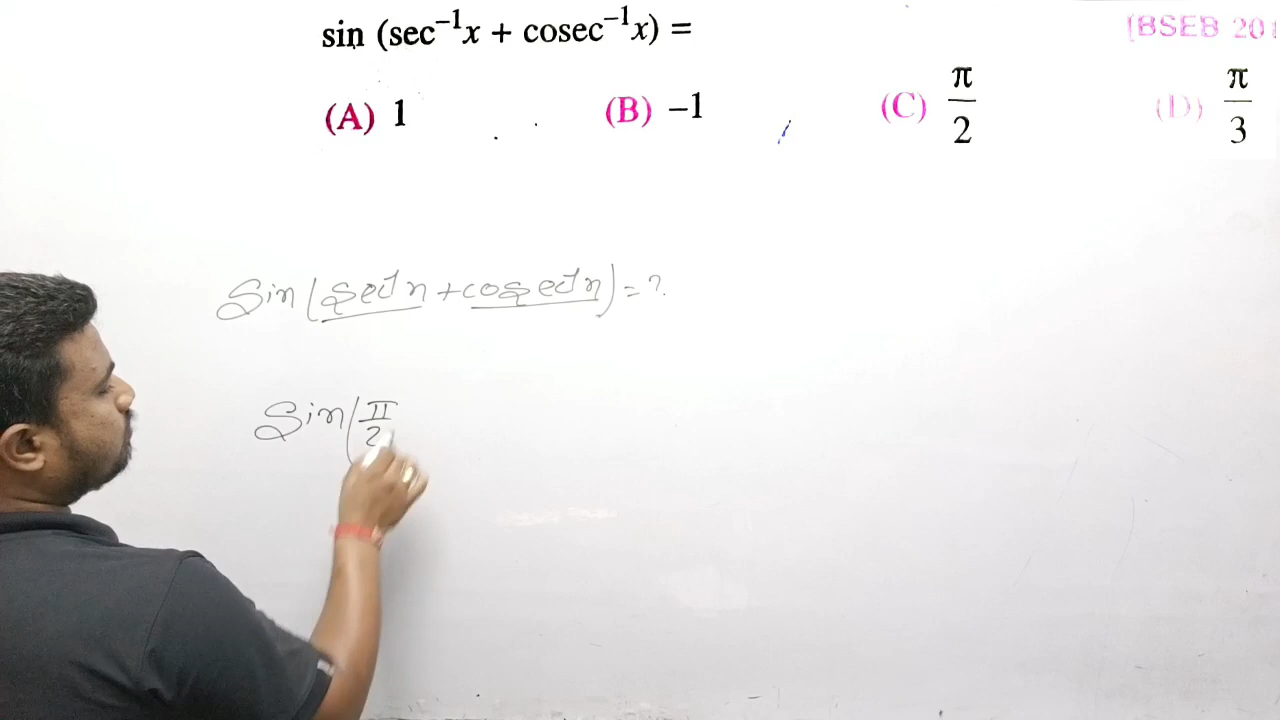 sin (sec⁻¹x + cosec⁻¹x) = [BSEB 20
(A) 1 (B) −1 (C) π/2 (D) π/3
Sin(sec⁻¹x + cosec⁻¹x) = ?
Sin(π/2